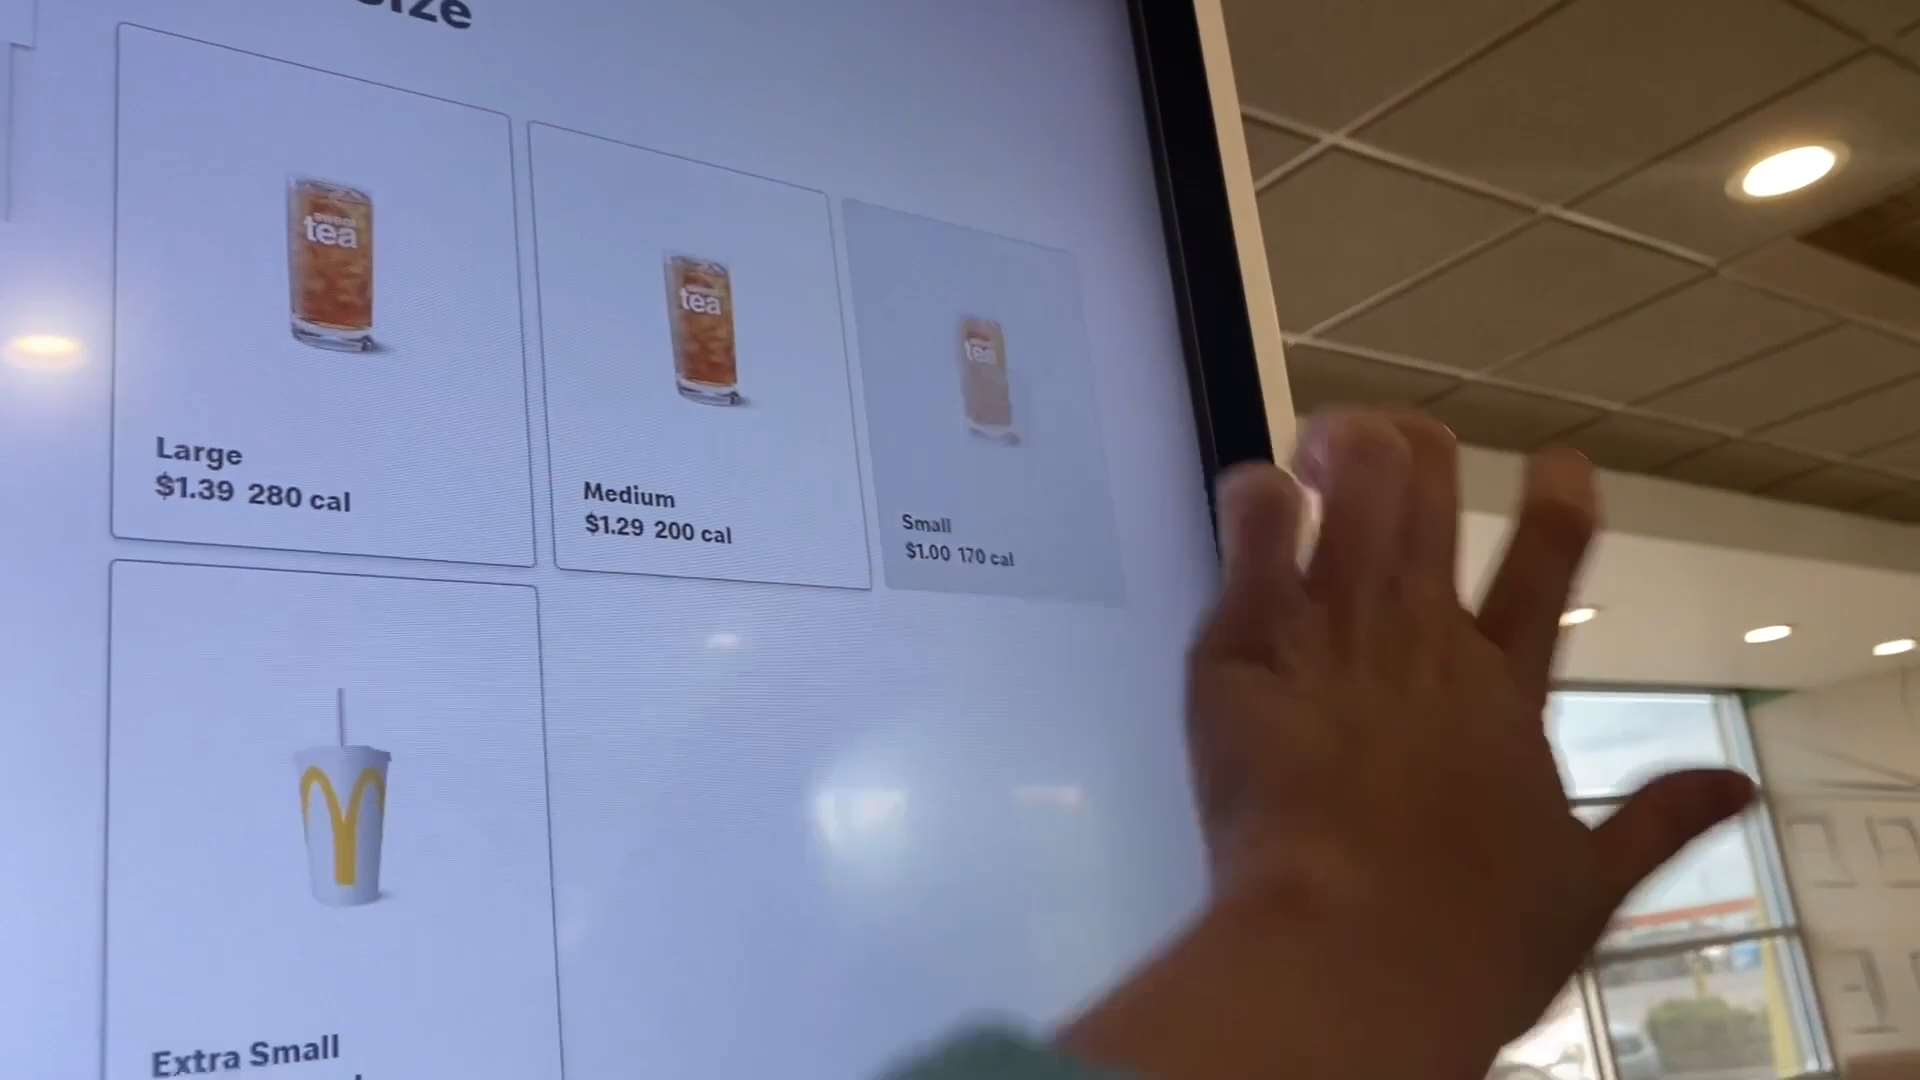 sweet
tea
Large
$1.39 280 cal
tea
Medium
$1.29 200 cal
tea
Small
$1.00 170 cal
Extra Small